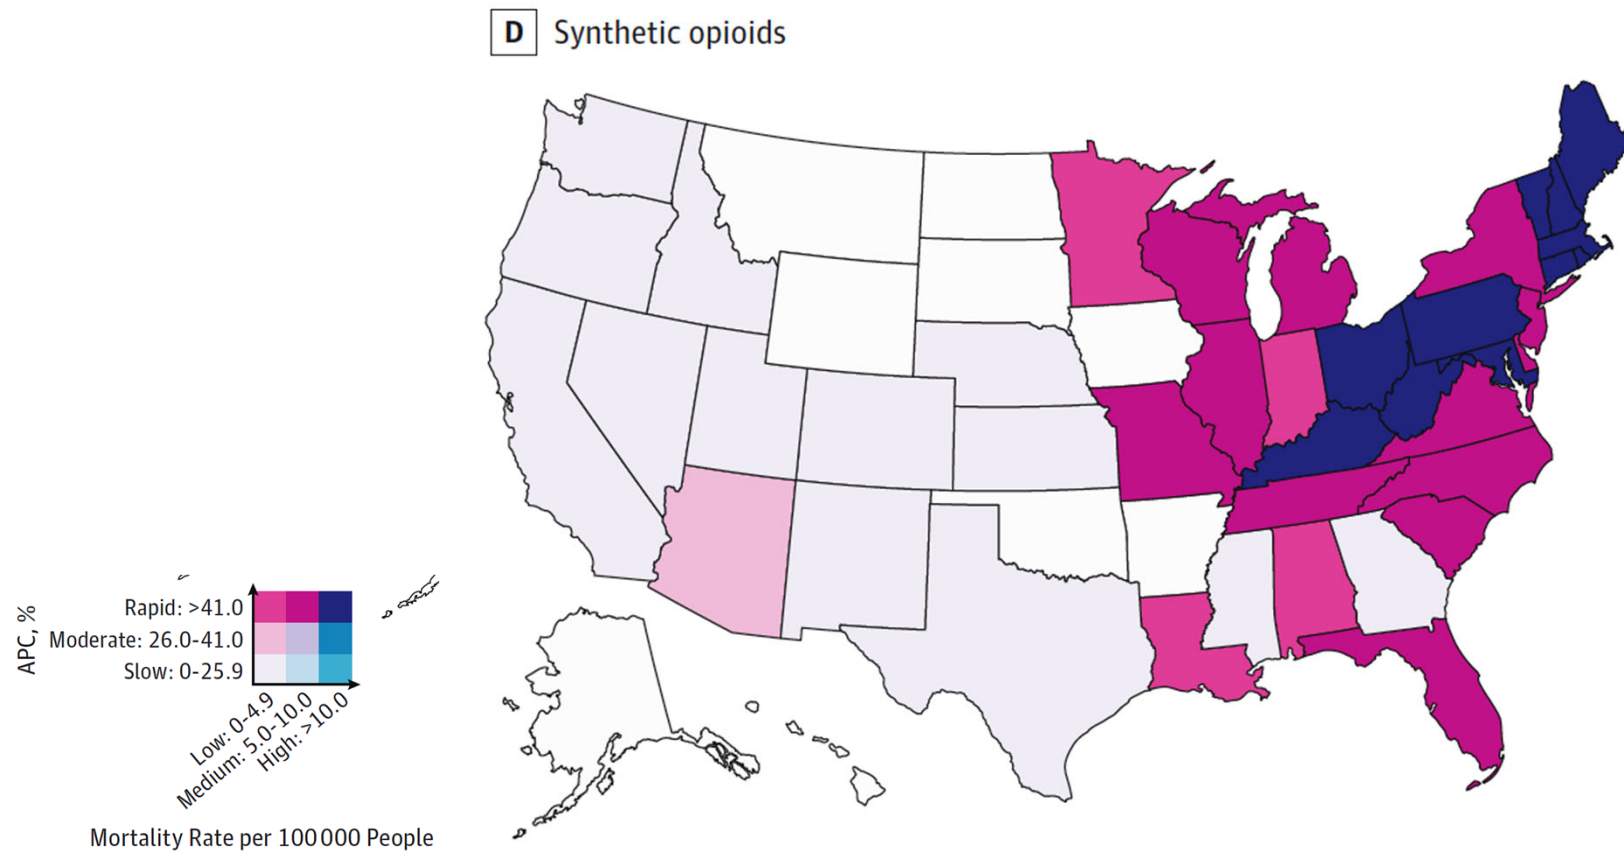 D Synthetic opioids
APC, %
Rapid: >41.0
Moderate: 26.0-41.0
Slow: 0-25.9
Low: 0-4.9
Medium: 5.0-10.0
High: >10.0
Mortality Rate per 100 000 People